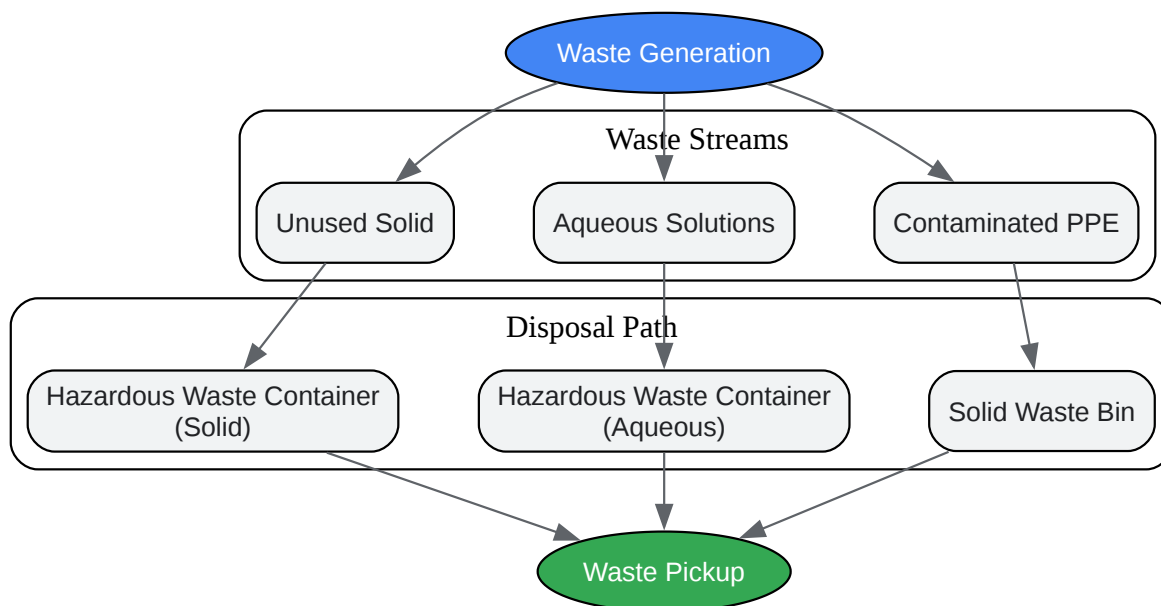 Waste Generation
Waste Streams
Unused Solid
Aqueous Solutions
Contaminated PPE
Disposal Path
Hazardous Waste Container
(Solid)
Hazardous Waste Container
(Aqueous)
Solid Waste Bin
Waste Pickup